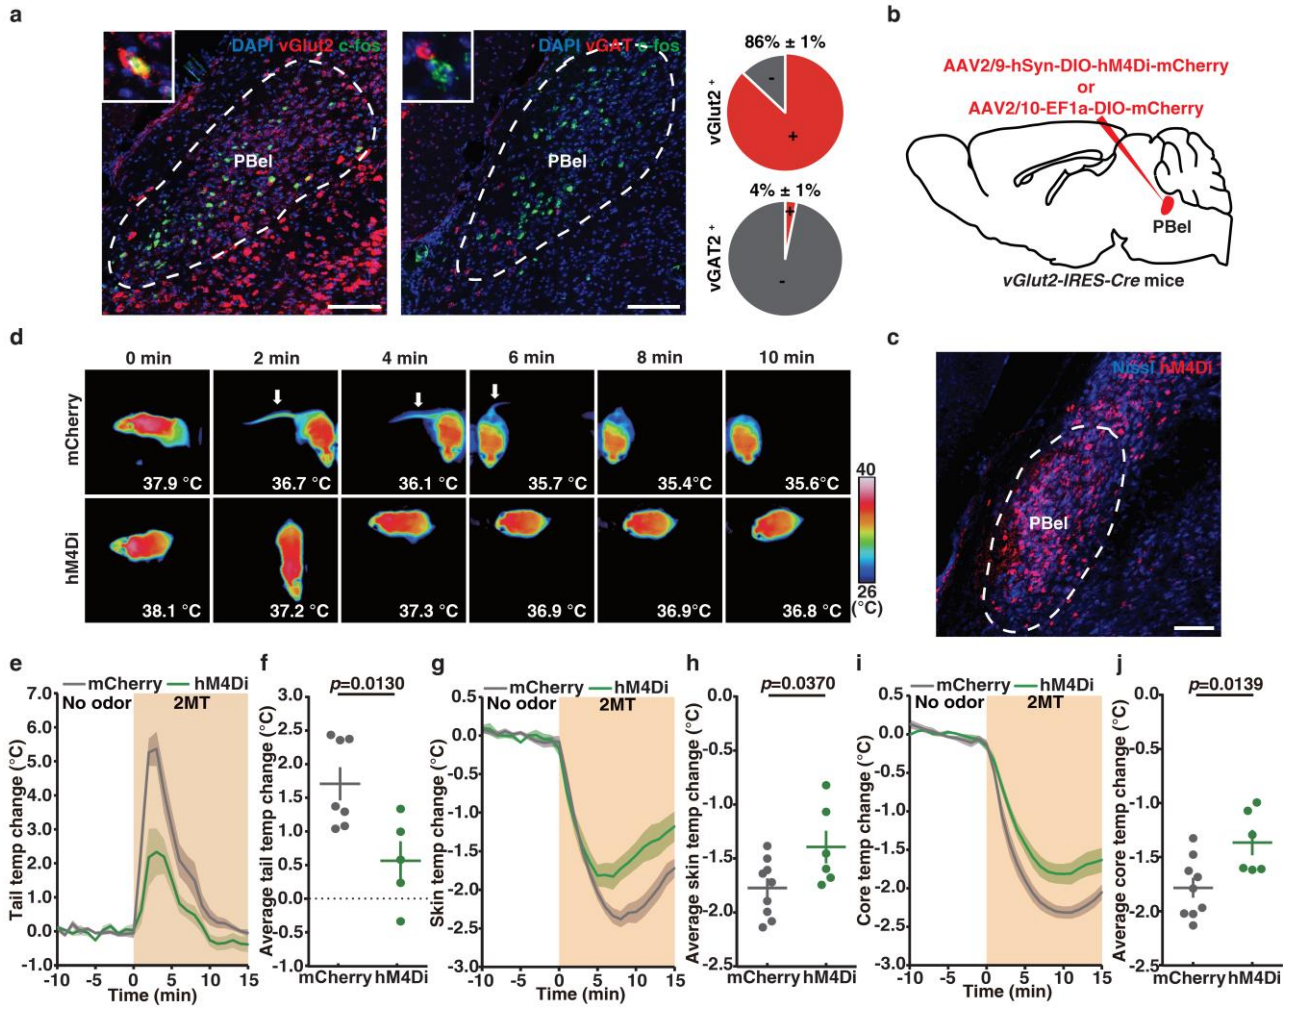 a
DAPI vGlut2 c-fos
PBel
DAPI vGAT c-fos
PBel
86% ± 1%
vGlut2 +
-
+
4% ± 1%
vGAT2 +
+
-
b
AAV2/9-hSyn-DIO-hM4Di-mCherry
or
AAV2/10-EF1a-DIO-mCherry
PBel
vGlut2-IRES-Cre mice
d
0 min 2 min 4 min 6 min 8 min 10 min
mCherry
37.9 °C 36.7 °C 36.1 °C 35.7 °C 35.4°C 35.6°C
hM4Di
38.1 °C 37.2 °C 37.3 °C 36.9 °C 36.9°C 36.8 °C
40
26
(°C)
c
Nissl hM4Di
PBel
e
mCherry hM4Di
No odor 2MT
Tail temp change (°C)
7.0
6.0
5.0
4.0
3.0
2.0
1.0
0.0
-1.0
-10 -5 0 5 10 15
Time (min)
f
p=0.0130
Average tail temp change (°C)
3.0
2.5
2.0
1.5
1.0
0.5
0.0
-0.5
-1.0
mCherry hM4Di
g
mCherry hM4Di
No odor 2MT
Skin temp change (°C)
0.5
0.0
-0.5
-1.0
-1.5
-2.0
-2.5
-3.0
-10 -5 0 5 10 15
Time (min)
h
p=0.0370
Average skin temp change (°C)
0.0
-0.5
-1.0
-1.5
-2.0
-2.5
mCherry hM4Di
i
mCherry hM4Di
No odor 2MT
Core temp change (°C)
0.5
0.0
-0.5
-1.0
-1.5
-2.0
-2.5
-3.0
-10 -5 0 5 10 15
Time (min)
j
p=0.0139
Average core temp change (°C)
0.0
-0.5
-1.0
-1.5
-2.0
-2.5
mCherry hM4Di